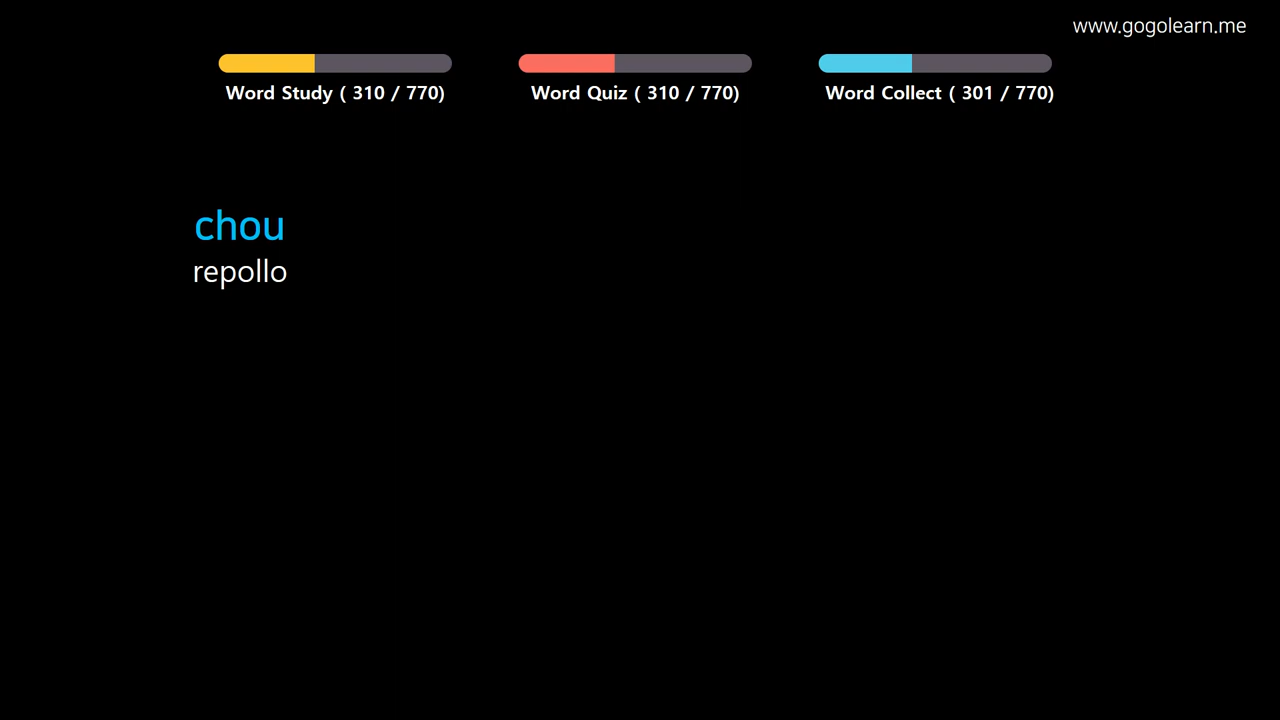 www.gogolearn.me
Word Study ( 310 / 770)
Word Quiz ( 310 / 770)
Word Collect ( 301 / 770)
chou
repollo